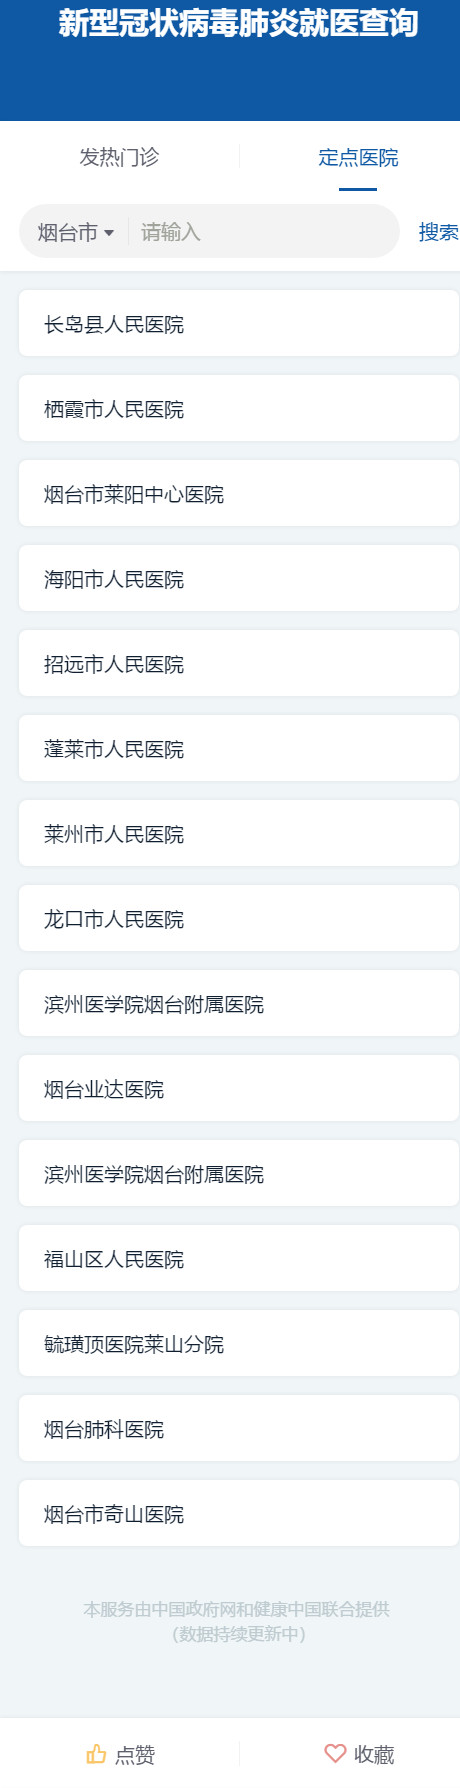 新型冠状病毒肺炎就医查询
发热门诊
定点医院
烟台市
请输入
搜索
长岛县人民医院
栖霞市人民医院
烟台市莱阳中心医院
海阳市人民医院
招远市人民医院
蓬莱市人民医院
莱州市人民医院
龙口市人民医院
滨州医学院烟台附属医院
烟台业达医院
滨州医学院烟台附属医院
福山区人民医院
毓璜顶医院莱山分院
烟台肺科医院
烟台市奇山医院
本服务由中国政府网和健康中国联合提供
(数据持续更新中)
点赞
收藏